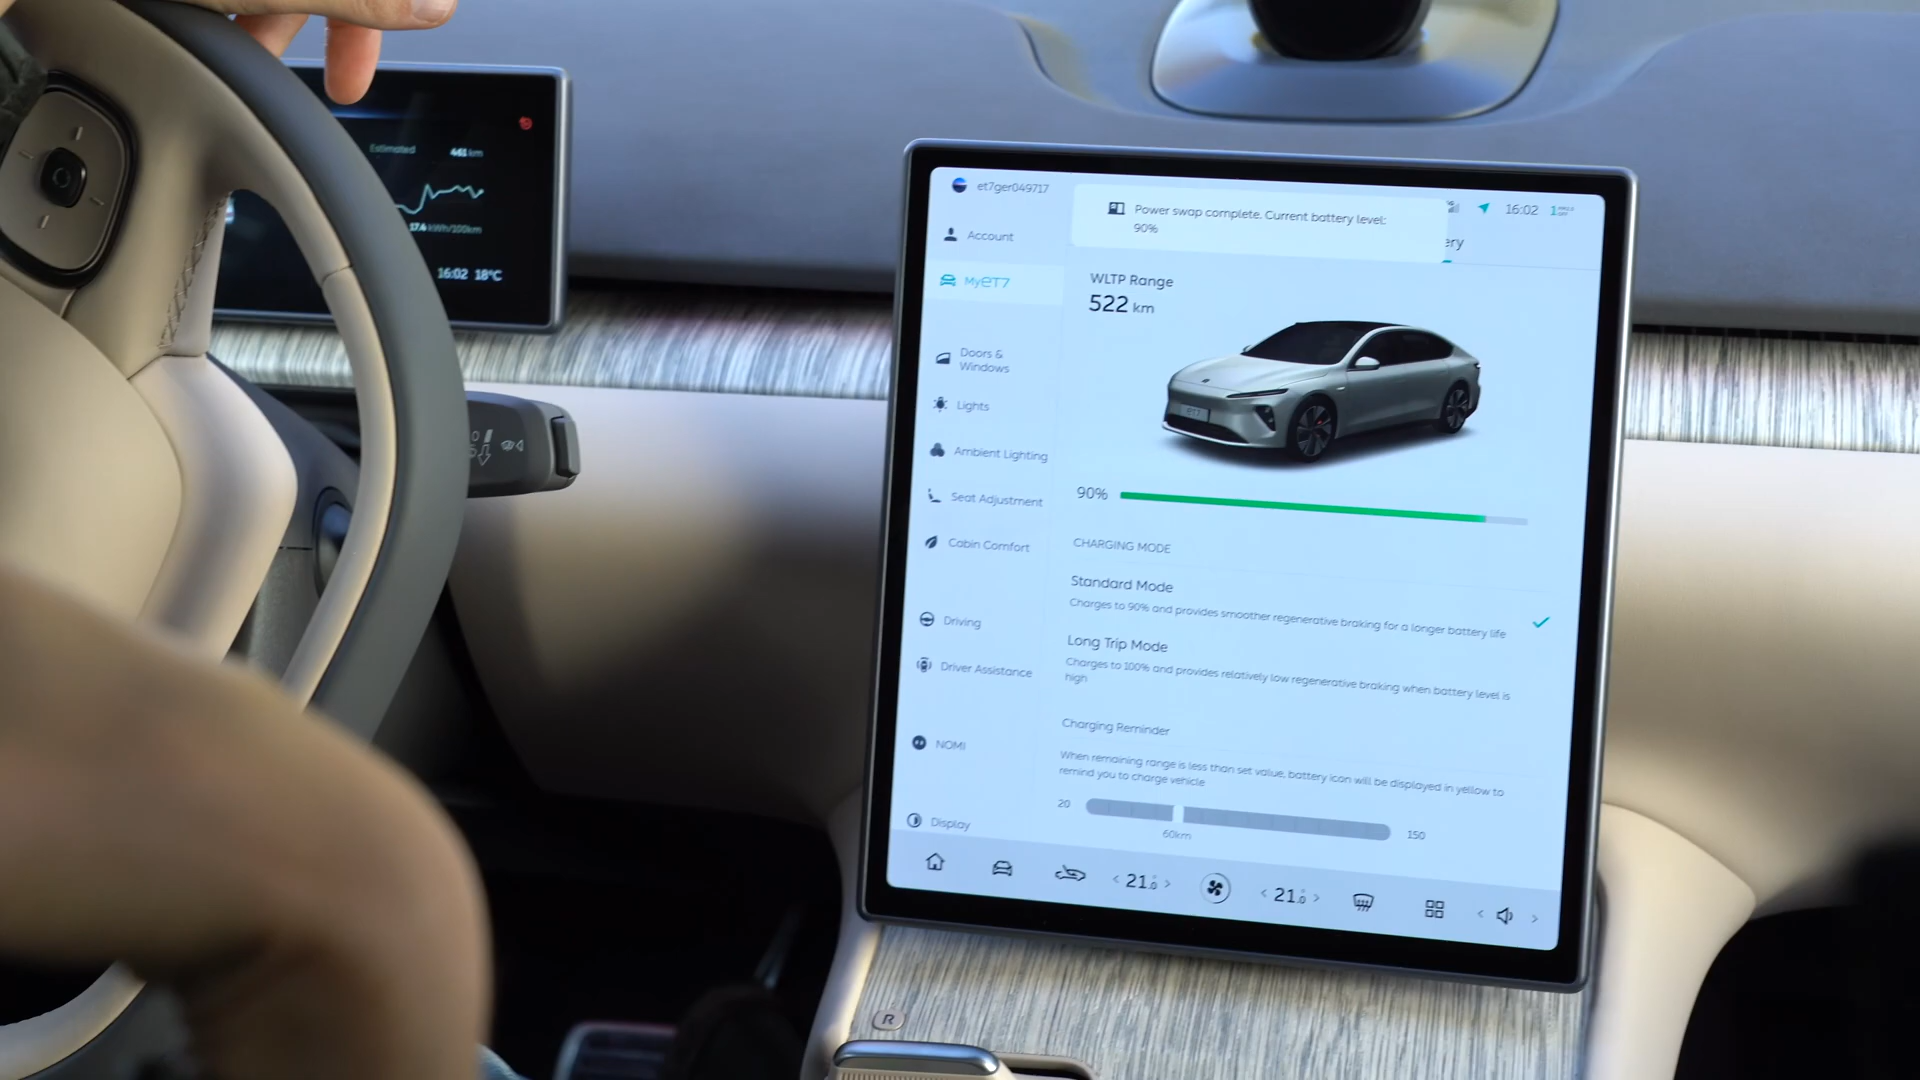 Estimated 441 km
17.4 kWh/100km
16:02 18°C
et7ger049717
Power swap complete. Current battery level:
90%
16:02
ery
Account
My ET7
Doors &
Windows
Lights
Ambient Lighting
Seat Adjustment
Cabin Comfort
Driving
Driver Assistance
NOMI
Display
WLTP Range
522 km
90%
CHARGING MODE
Standard Mode
Charges to 90% and provides smoother regenerative braking for a longer battery life
Long Trip Mode
Charges to 100% and provides relatively low regenerative braking when battery level is
high
Charging Reminder
When remaining range is less than set value, battery icon will be displayed in yellow to
remind you to charge vehicle
20 150
60km
21.0 21.0
R